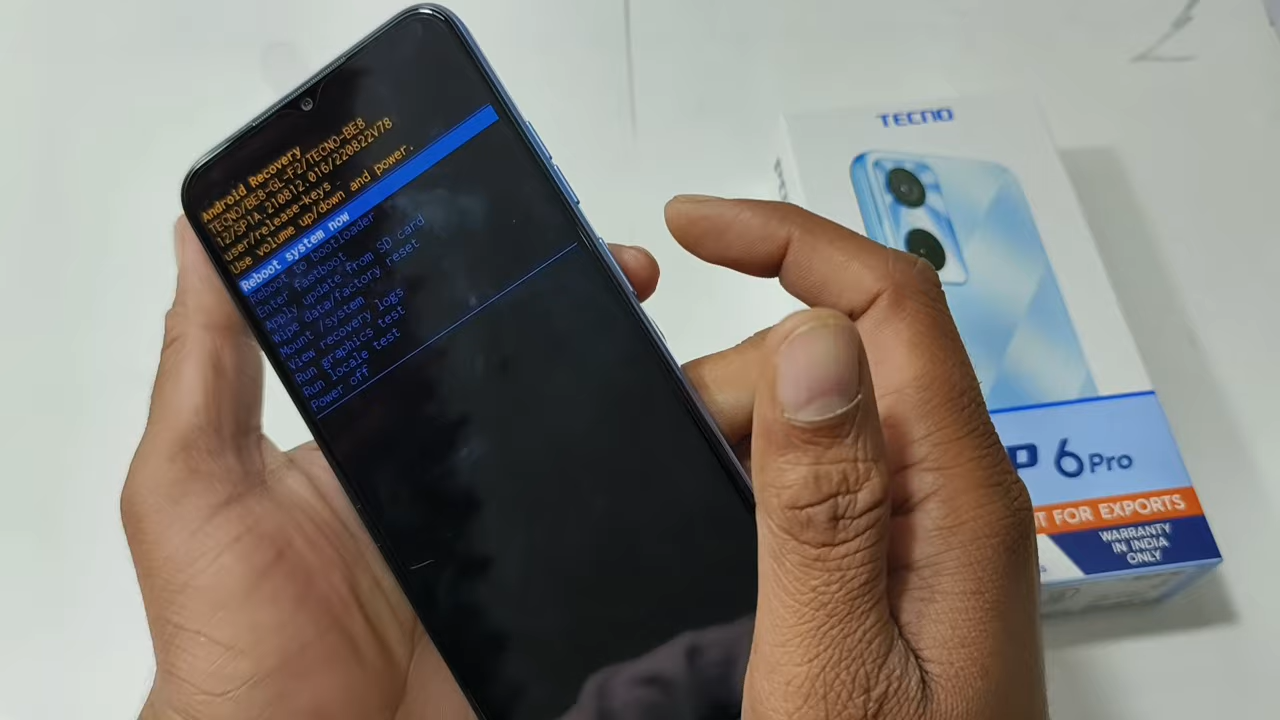 Android Recovery
TECNO/BE8-GL-F2/TECNO-BE8
12/SP1A.210812.016/220822V78
user/release-keys
Use volume up/down and power.
Reboot system now
Reboot to bootloader
Enter fastboot
Apply update from SD card
Wipe data/factory reset
Mount /system
View recovery logs
Run graphics test
Run locale test
Power off
TECNO
P 6 Pro
T FOR EXPORTS
WARRANTY
IN INDIA
ONLY